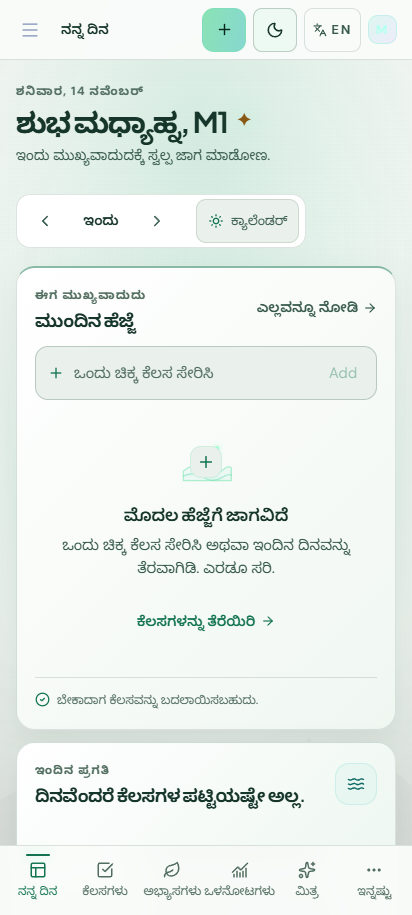 ನನ್ನ ದಿನ
EN
M
ಶನಿವಾರ, 14 ನವೆಂಬರ್
ಶುಭ ಮಧ್ಯಾಹ್ನ, M1
ಇಂದು ಮುಖ್ಯವಾದುದಕ್ಕೆ ಸ್ವಲ್ಪ ಜಾಗ ಮಾಡೋಣ.
ಇಂದು
ಕ್ಯಾಲೆಂಡರ್
ಈಗ ಮುಖ್ಯವಾದುದು
ಮುಂದಿನ ಹೆಜ್ಜೆ
ಎಲ್ಲವನ್ನೂ ನೋಡಿ →
ಒಂದು ಚಿಕ್ಕ ಕೆಲಸ ಸೇರಿಸಿ
Add
ಮೊದಲ ಹೆಜ್ಜೆಗೆ ಜಾಗವಿದೆ
ಒಂದು ಚಿಕ್ಕ ಕೆಲಸ ಸೇರಿಸಿ ಅಥವಾ ಇಂದಿನ ದಿನವನ್ನು
ತೆರವಾಗಿಡಿ. ಎರಡೂ ಸರಿ.
ಕೆಲಸಗಳನ್ನು ತೆರೆಯಿರಿ →
ಬೇಕಾದಾಗ ಕೆಲಸವನ್ನು ಬದಲಾಯಿಸಬಹುದು.
ಇಂದಿನ ಪ್ರಗತಿ
ದಿನವೆಂದರೆ ಕೆಲಸಗಳ ಪಟ್ಟಿಯಷ್ಟೇ ಅಲ್ಲ.
ನನ್ನ ದಿನ
ಕೆಲಸಗಳು
ಅಭ್ಯಾಸಗಳು
ಒಳನೋಟಗಳು
ಮಿತ್ರ
ಇನ್ನಷ್ಟು